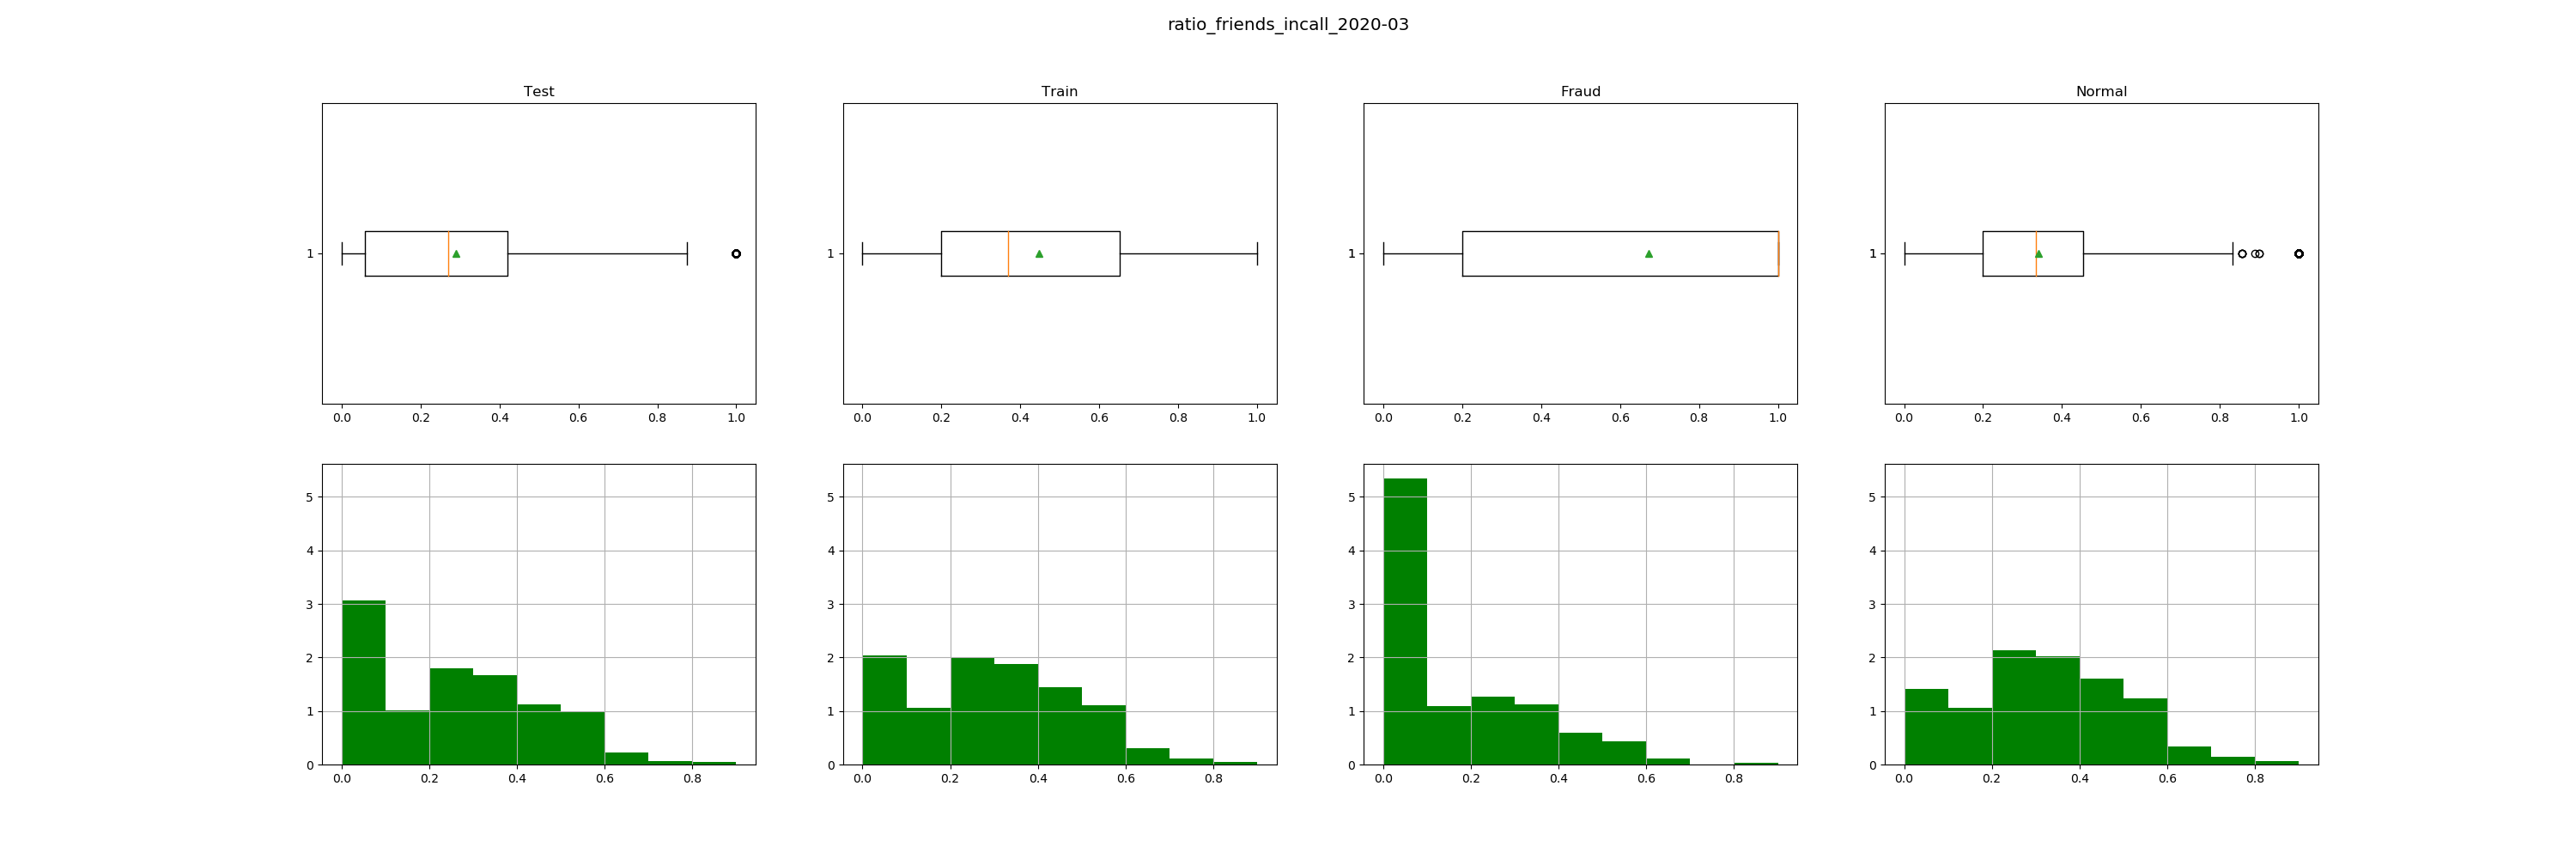 ratio_friends_incall_2020-03
Test Train Fraud Normal
1 1 1 1
0.0 0.2 0.4 0.6 0.8 1.0 0.0 0.2 0.4 0.6 0.8 1.0 0.0 0.2 0.4 0.6 0.8 1.0 0.0 0.2 0.4 0.6 0.8 1.0
5 5 5 5
4 4 4 4
3 3 3 3
2 2 2 2
1 1 1 1
0 0 0 0
0.0 0.2 0.4 0.6 0.8 0.0 0.2 0.4 0.6 0.8 0.0 0.2 0.4 0.6 0.8 0.0 0.2 0.4 0.6 0.8